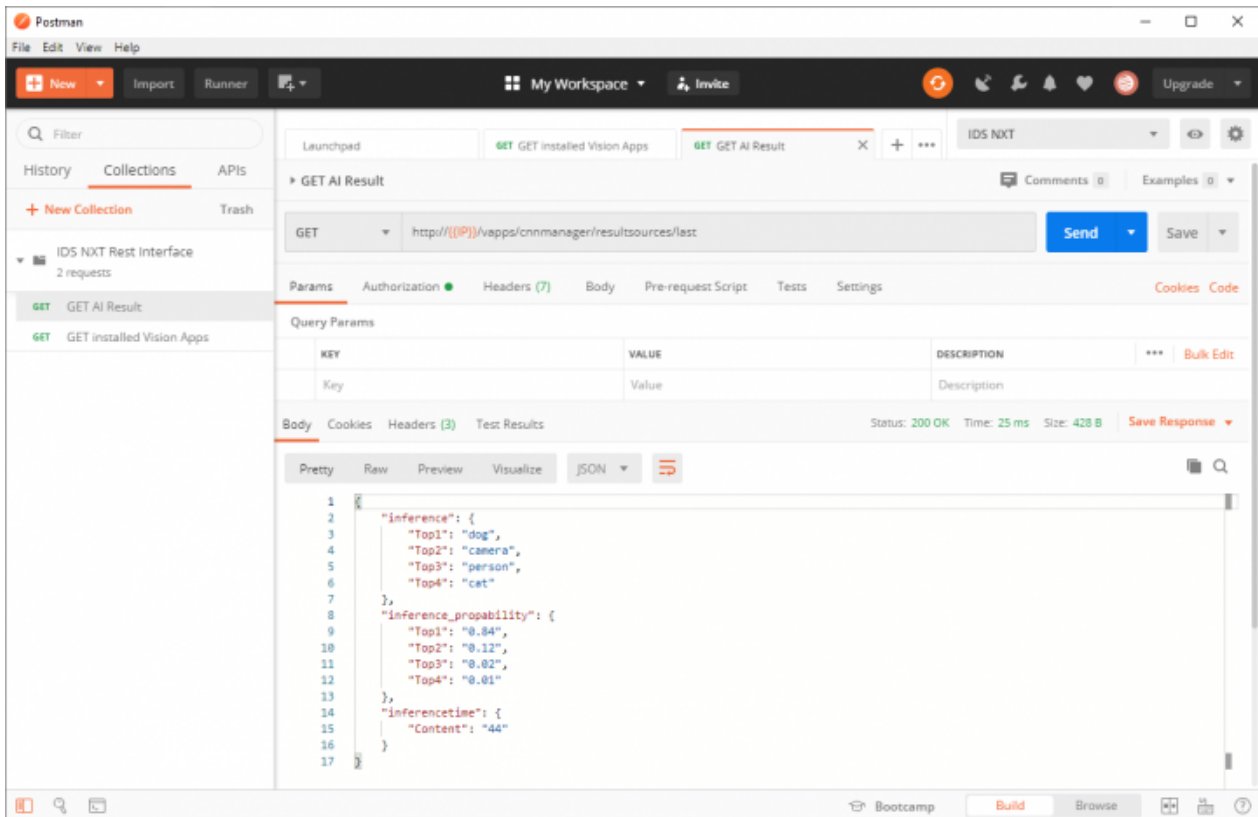 Postman
File Edit View Help
New Import Runner My Workspace Invite Upgrade
Filter
History Collections APIs
+ New Collection Trash
IDS NXT Rest Interface
2 requests
GET GET AI Result
GET GET installed Vision Apps
Launchpad GET GET installed Vision Apps GET GET AI Result IDS NXT
GET AI Result Comments 0 Examples 0
GET http://{{IP}}/vapps/cnnmanager/resultsources/last Send Save
Params Authorization Headers (7) Body Pre-request Script Tests Settings Cookies Code
Query Params
KEY VALUE DESCRIPTION Bulk Edit
Key Value Description
Body Cookies Headers (3) Test Results Status: 200 OK Time: 25 ms Size: 428 B Save Response
Pretty Raw Preview Visualize JSON
1 {
2 "inference": {
3 "Top1": "dog",
4 "Top2": "camera",
5 "Top3": "person",
6 "Top4": "cat"
7 },
8 "inference_propability": {
9 "Top1": "0.84",
10 "Top2": "0.12",
11 "Top3": "0.02",
12 "Top4": "0.01"
13 },
14 "inferencetime": {
15 "Content": "44"
16 }
17 }
Bootcamp Build Browse